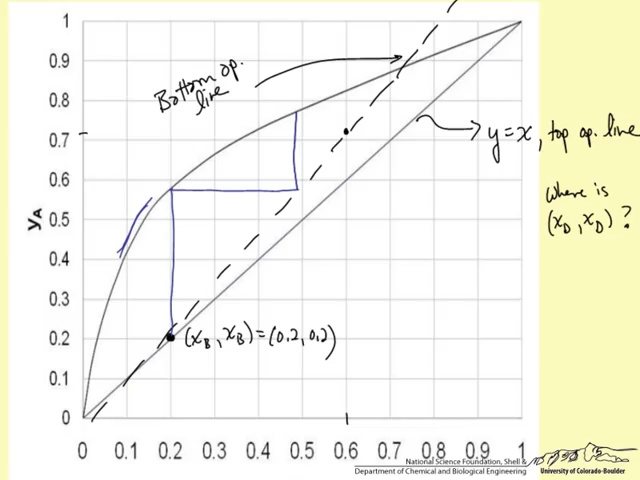 1
0.9
0.8
0.7
0.6
0.5
0.4
0.3
0.2
0.1
0
yA
0 0.1 0.2 0.3 0.4 0.5 0.6 0.7 0.8 0.9 1
Bottom op.
line
y=x, top op. line
where is
(xD, xD) ?
(xB, xB) = (0.2, 0.2)
National Science Foundation, Shell &
Department of Chemical and Biological Engineering
University of Colorado-Boulder